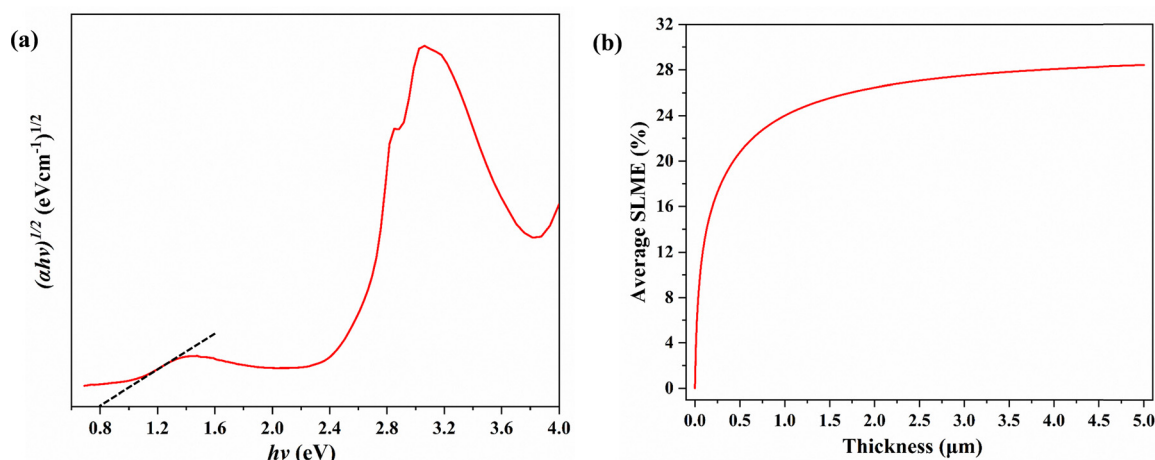 (a)
(αhν)^1/2 (eVcm⁻¹)^1/2
0.8 1.2 1.6 2.0 2.4 2.8 3.2 3.6 4.0
hν (eV)
(b)
Average SLME (%)
32
28
24
20
16
12
8
4
0
0.0 0.5 1.0 1.5 2.0 2.5 3.0 3.5 4.0 4.5 5.0
Thickness (µm)